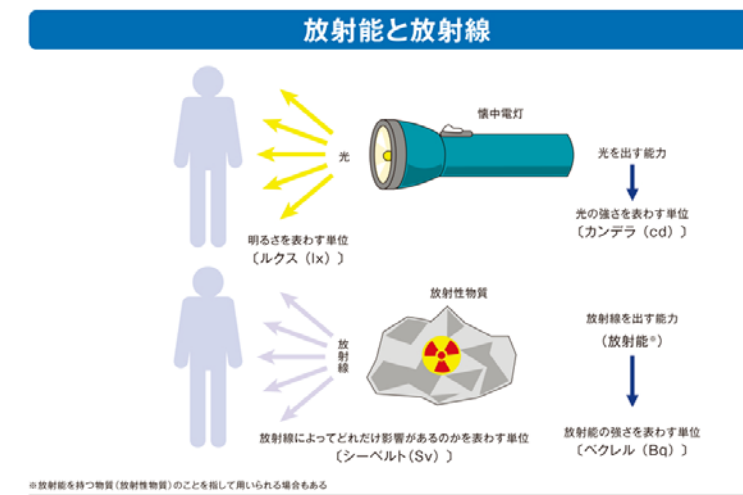 放射能と放射線
懐中電灯
光
光を出す能力
光の強さを表わす単位
〔カンデラ（cd）〕
明るさを表わす単位
〔ルクス（lx）〕
放射性物質
放射線
放射線を出す能力
（放射能※）
放射能の強さを表わす単位
〔ベクレル（Bq）〕
放射線によってどれだけ影響があるのかを表わす単位
〔シーベルト（Sv）〕
※放射能を持つ物質（放射性物質）のことを指して用いられる場合もある